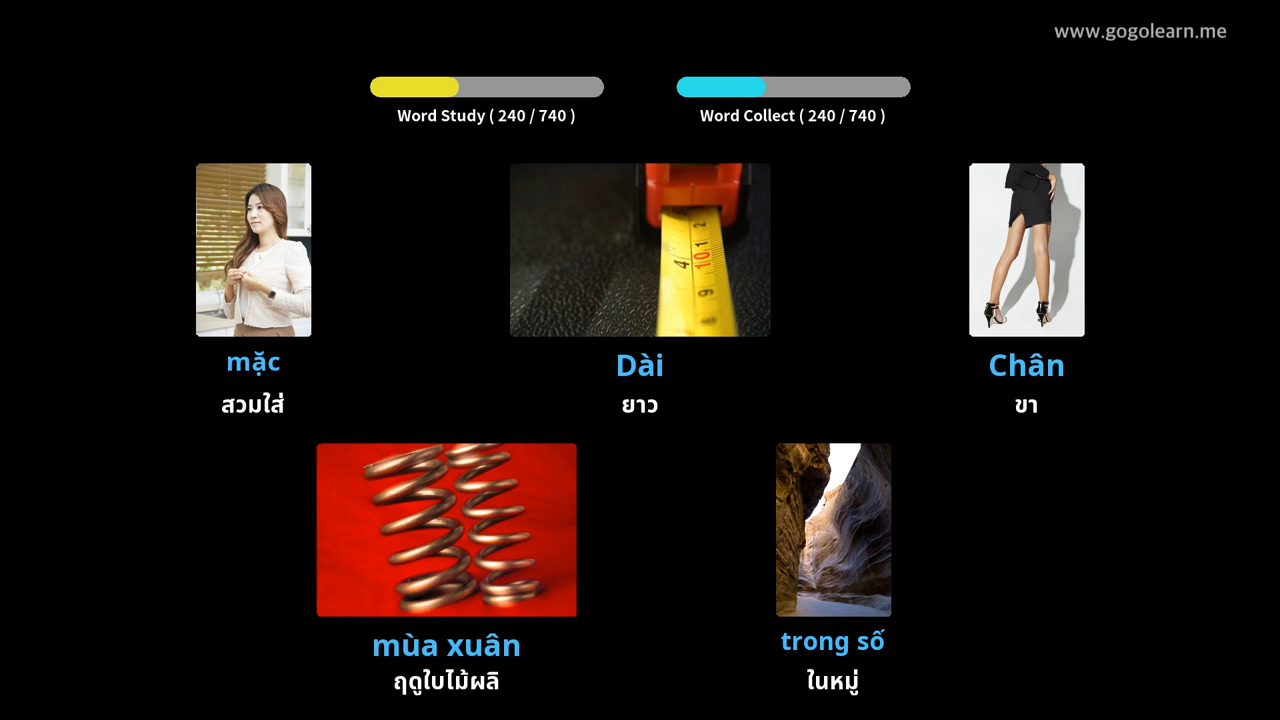 www.gogolearn.me
Word Study ( 240 / 740 )
Word Collect ( 240 / 740 )
mặc
Dài
Chân
สวมใส่
ยาว
ขา
mùa xuân
trong số
ฤดูใบไม้ผลิ
ในหมู่